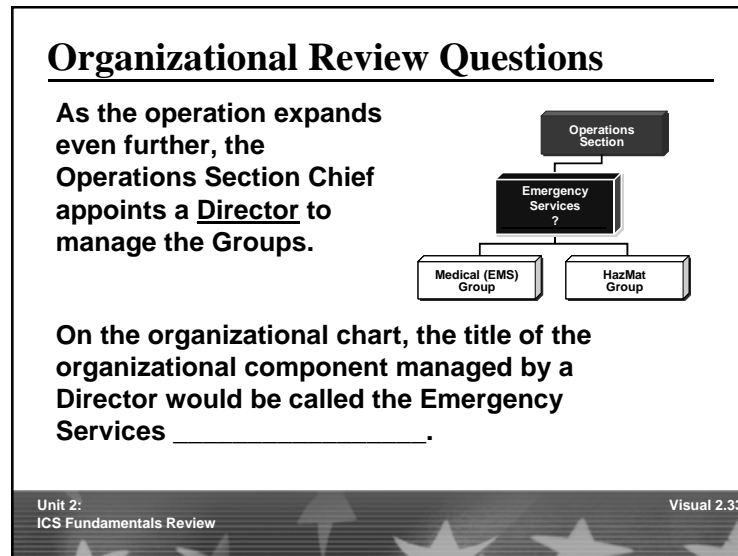 Organizational Review Questions
As the operation expands
even further, the
Operations Section Chief
appoints a Director to
manage the Groups.
Operations
Section
Emergency
Services
?
Medical (EMS)
Group
HazMat
Group
On the organizational chart, the title of the
organizational component managed by a
Director would be called the Emergency
Services _________________.
Unit 2:
ICS Fundamentals Review
Visual 2.33